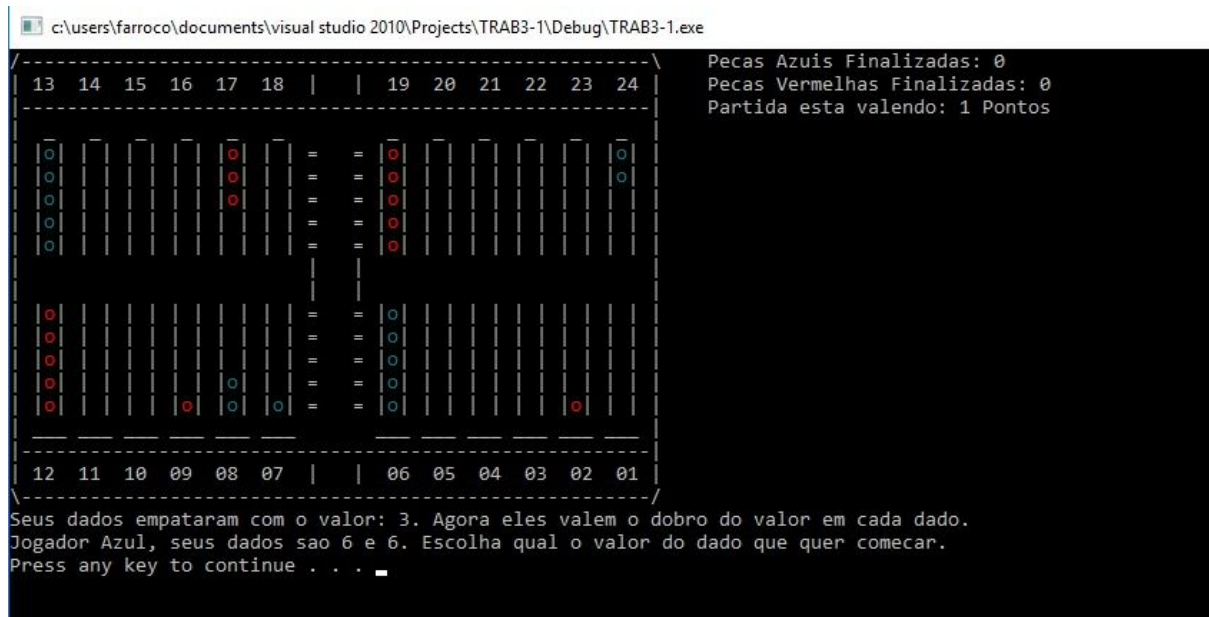 c:\users\farroco\documents\visual studio 2010\Projects\TRAB3-1\Debug\TRAB3-1.exe
Pecas Azuis Finalizadas: 0
13 14 15 16 17 18 | | 19 20 21 22 23 24
Pecas Vermelhas Finalizadas: 0
Partida esta valendo: 1 Pontos
|o| | | | | | | |o| | | = = |o| | | | | | | | | |o|
|o| | | | | | | |o| | | = = |o| | | | | | | | | |o|
|o| | | | | | | |o| | | = = |o| | | | | | | | | | |
|o| | | | | | | | | | | = = |o| | | | | | | | | | |
|o| | | | | | | | | | | = = |o| | | | | | | | | | |
|o| | | | | | | | | | | = = |o| | | | | | | | | | |
|o| | | | | | | | | | | = = |o| | | | | | | | | | |
|o| | | | | | | | | | | = = |o| | | | | | | | | | |
|o| | | | | | | |o| | | = = |o| | | | | | | | | | |
|o| | | | | |o| |o| |o| = = |o| | | | | | | |o| | |
12 11 10 09 08 07 | | 06 05 04 03 02 01
Seus dados empataram com o valor: 3. Agora eles valem o dobro do valor em cada dado.
Jogador Azul, seus dados sao 6 e 6. Escolha qual o valor do dado que quer comecar.
Press any key to continue . . .